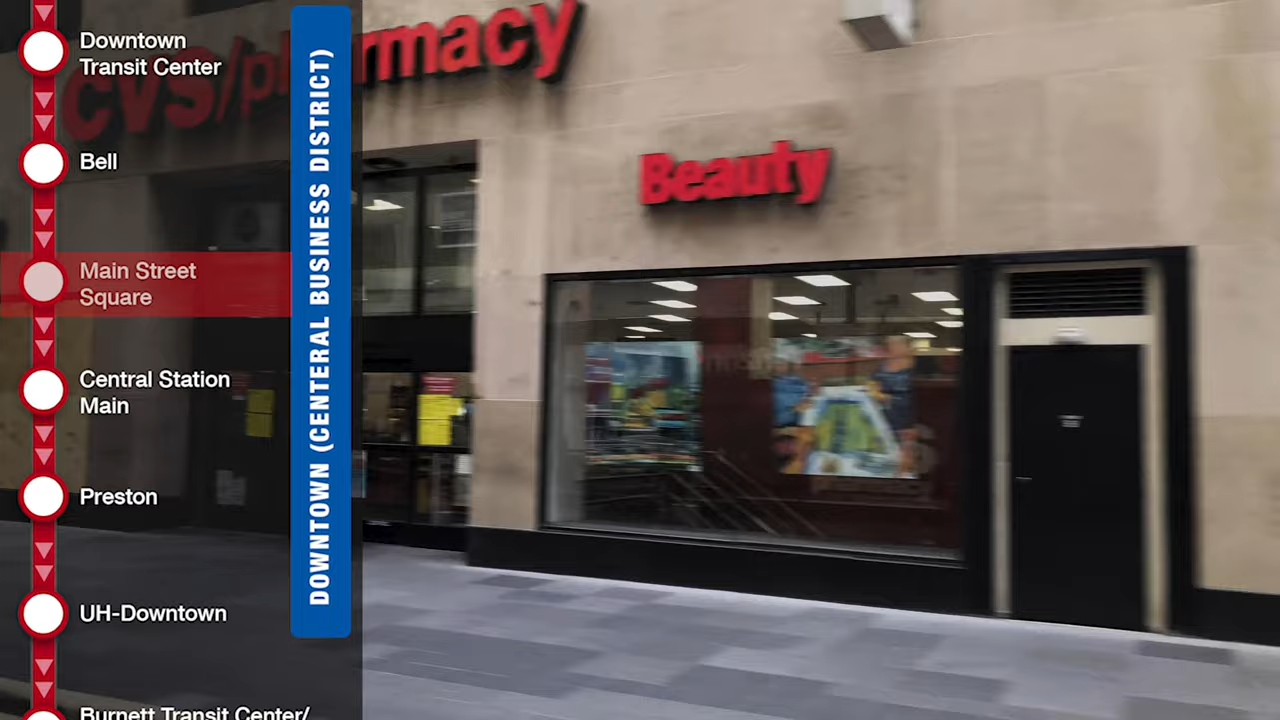 Downtown
Transit Center
Bell
Main Street
Square
Central Station
Main
Preston
UH-Downtown
Burnett Transit Center/
DOWNTOWN (CENTERAL BUSINESS DISTRICT)
CVS/pharmacy
Beauty